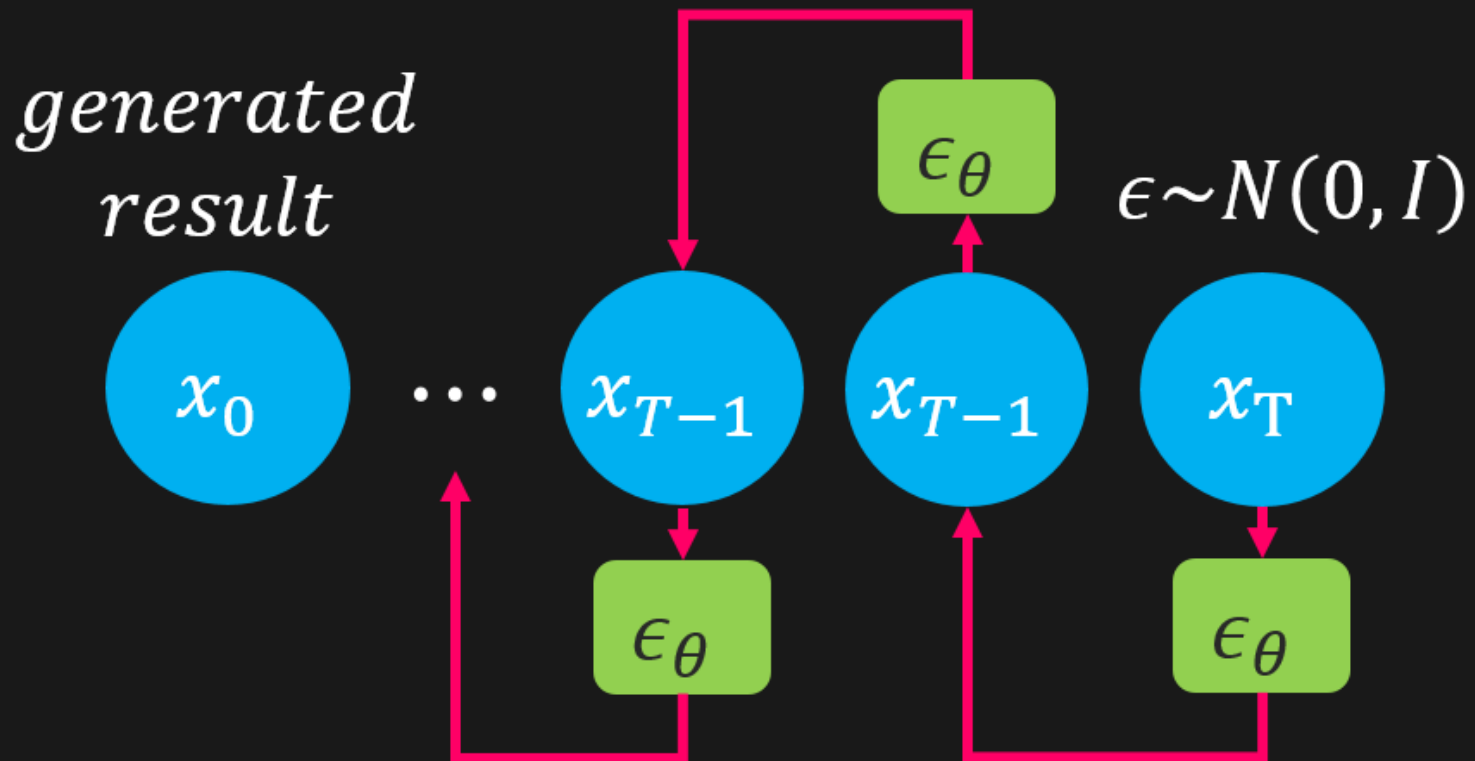 generated
result
ϵ_θ
ϵ~N(0, I)
x_0
...
x_{T−1}
x_{T−1}
x_T
ϵ_θ
ϵ_θ